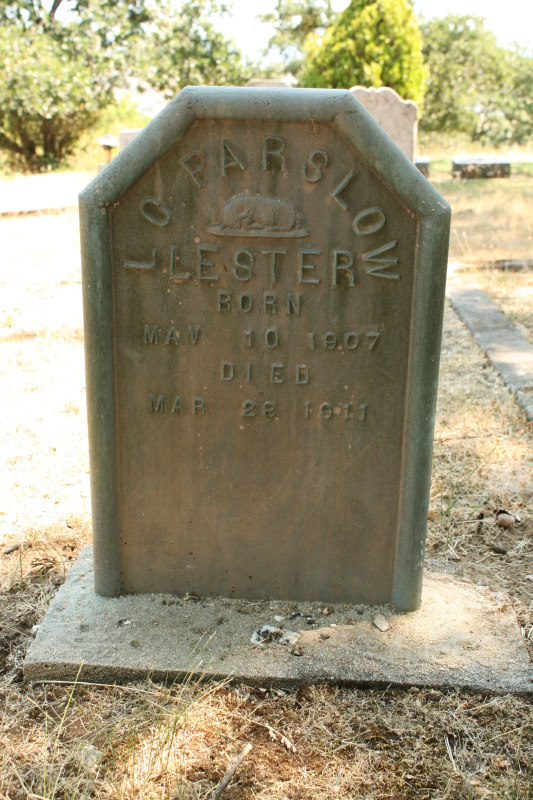 L O PARSLOW
LESTER
BORN
MAY 10 1907
DIED
MAR 28 1911